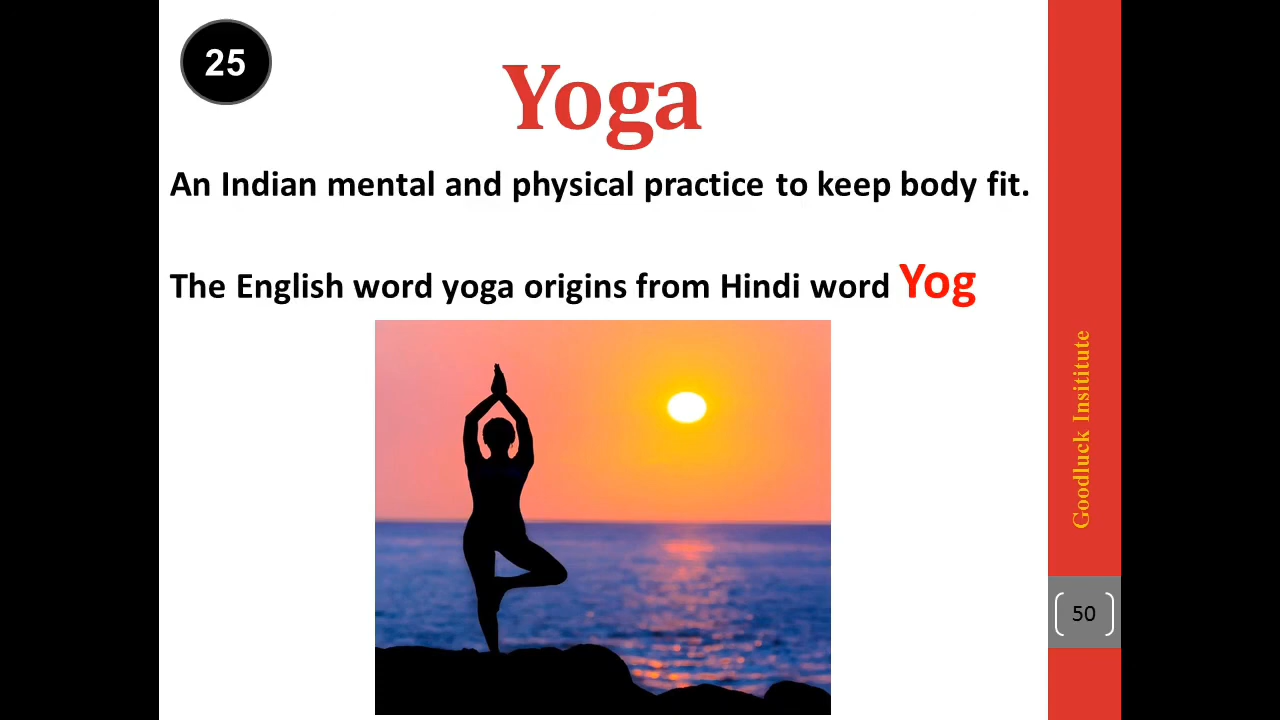 25
Yoga
An Indian mental and physical practice to keep body fit.
The English word yoga origins from Hindi word Yog
Goodluck Insititute
50